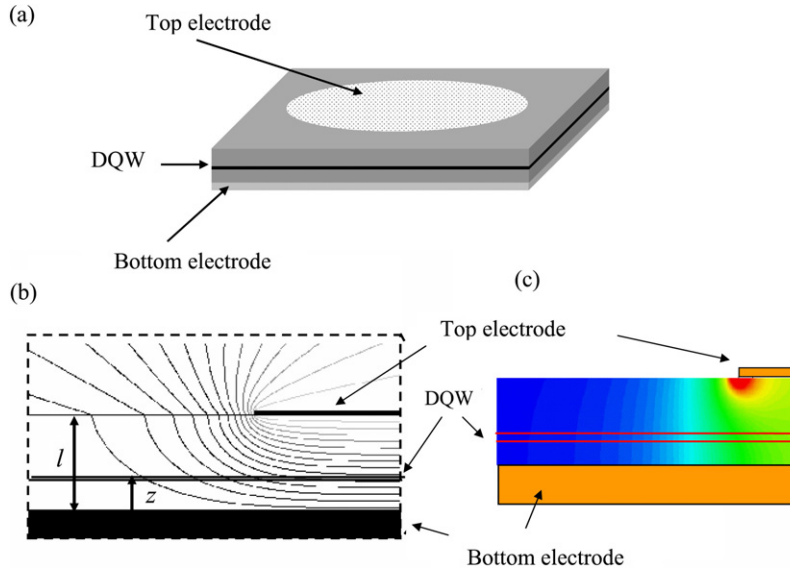 (a)
Top electrode
DQW
Bottom electrode
(b)
(c)
Top electrode
DQW
l
z
Bottom electrode